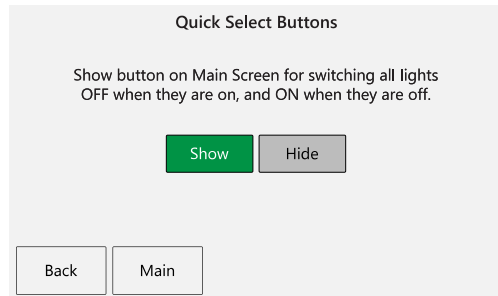 Quick Select Buttons
Show button on Main Screen for switching all lights
OFF when they are on, and ON when they are off.
Show Hide
Back Main